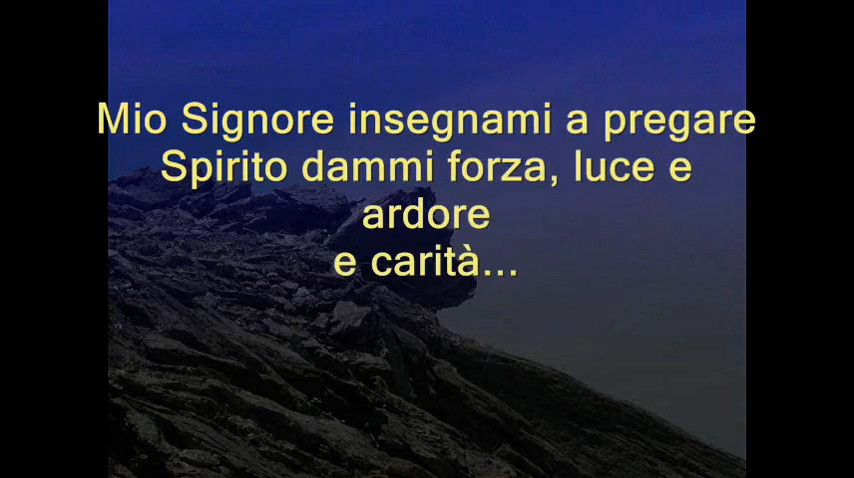 Mio Signore insegnami a pregare
Spirito dammi forza, luce e
ardore
e carità...